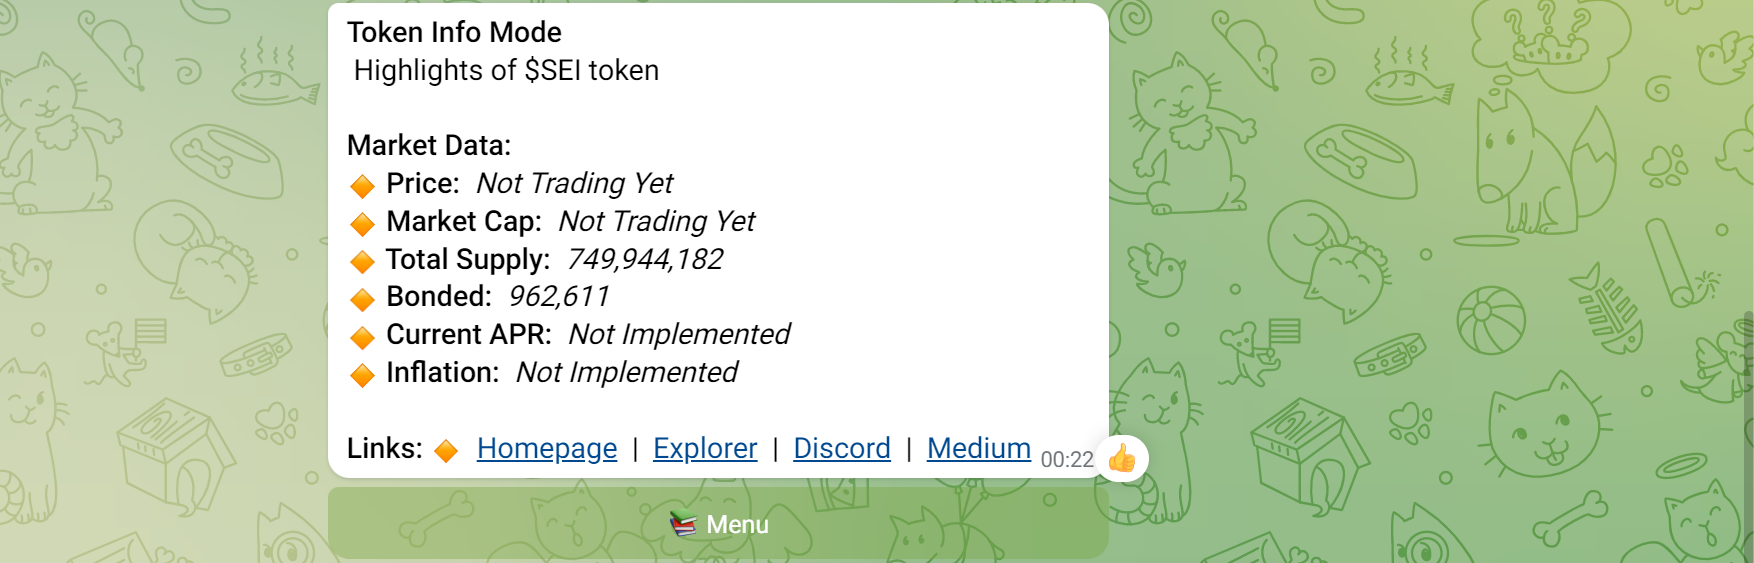 Token Info Mode
Highlights of $SEI token
Market Data:
🔸 Price: Not Trading Yet
🔸 Market Cap: Not Trading Yet
🔸 Total Supply: 749,944,182
🔸 Bonded: 962,611
🔸 Current APR: Not Implemented
🔸 Inflation: Not Implemented
Links: 🔸 Homepage | Explorer | Discord | Medium 00:22 👍
📚 Menu